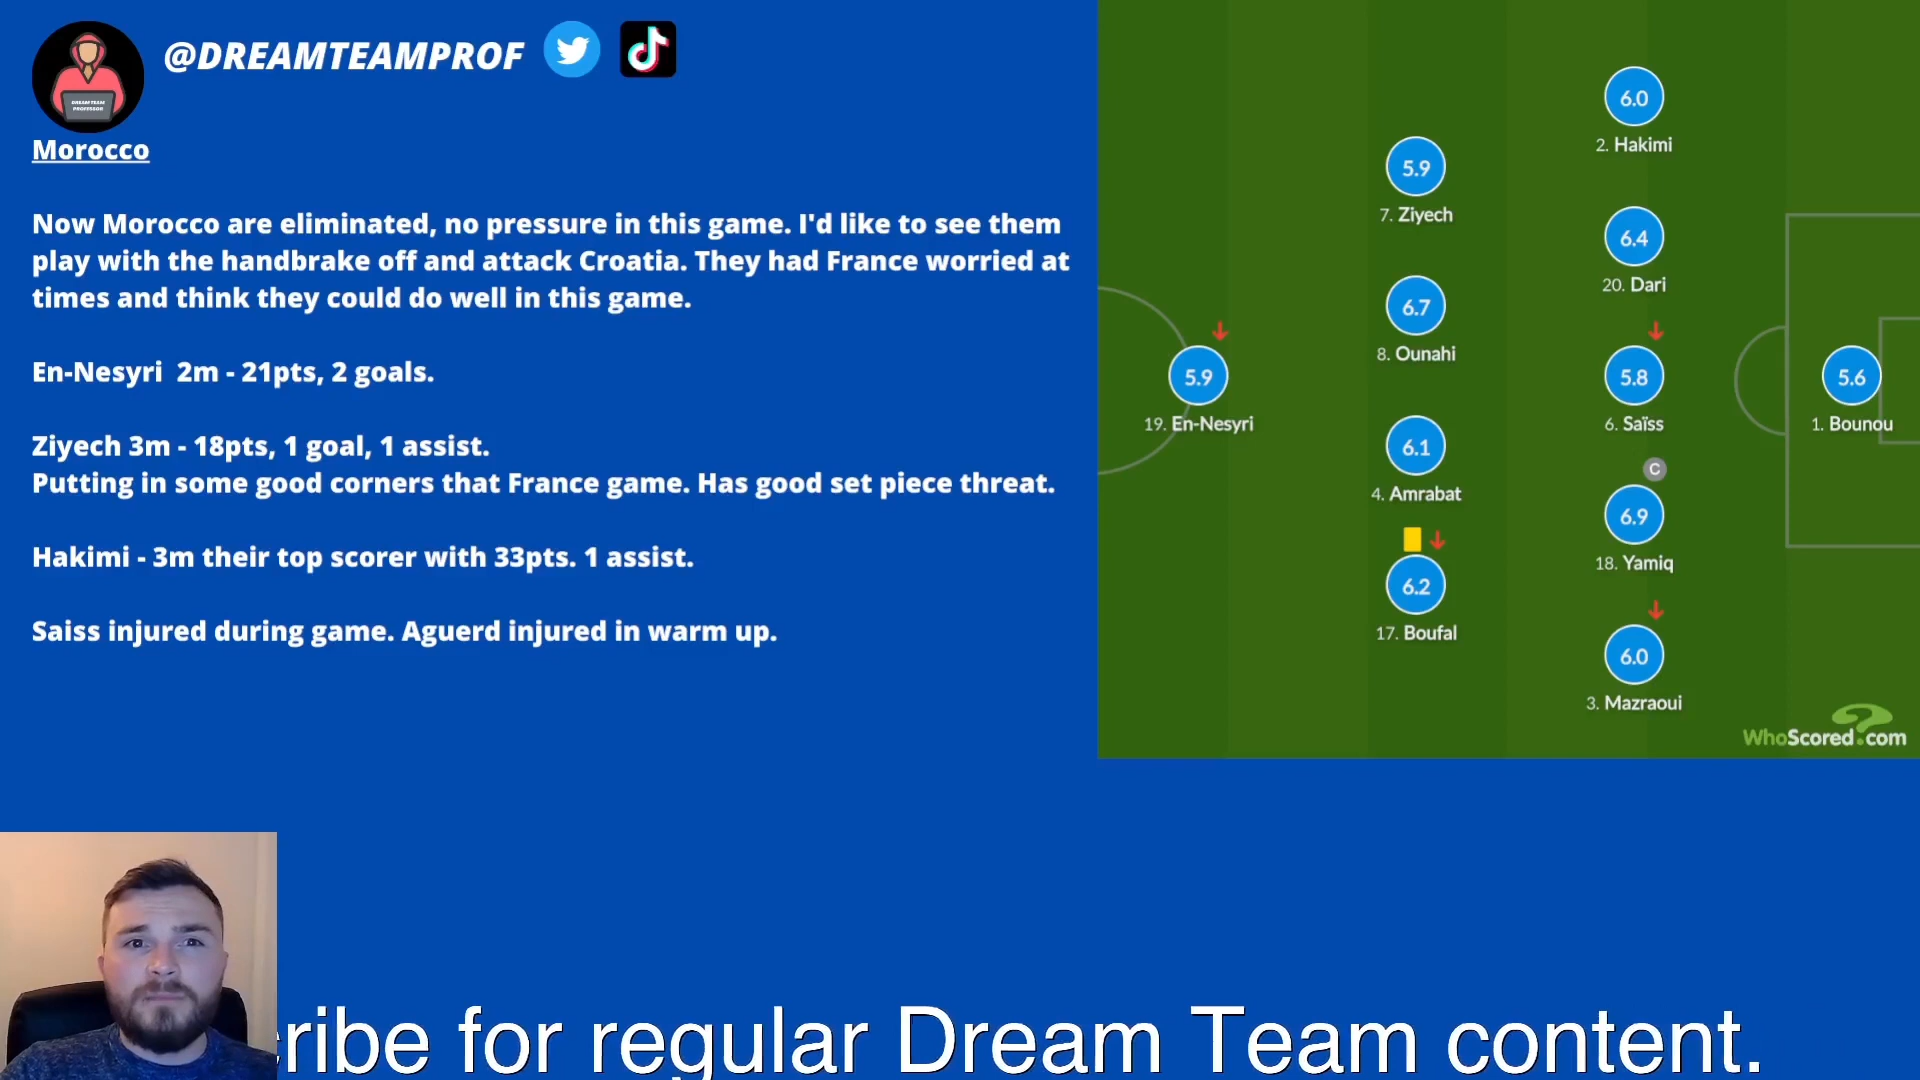 @DREAMTEAMPROF
DREAM TEAM
PROFESSOR
Morocco
Now Morocco are eliminated, no pressure in this game. I'd like to see them
play with the handbrake off and attack Croatia. They had France worried at
times and think they could do well in this game.
En-Nesyri 2m - 21pts, 2 goals.
Ziyech 3m - 18pts, 1 goal, 1 assist.
Putting in some good corners that France game. Has good set piece threat.
Hakimi - 3m their top scorer with 33pts. 1 assist.
Saiss injured during game. Aguerd injured in warm up.
6.0
2. Hakimi
5.9
7. Ziyech
6.4
20. Dari
6.7
8. Ounahi
5.9
19. En-Nesyri
5.8
6. Saïss
5.6
1. Bounou
6.1
4. Amrabat
C
6.9
18. Yamiq
6.2
17. Boufal
6.0
3. Mazraoui
WhoScored.com
cribe for regular Dream Team content.